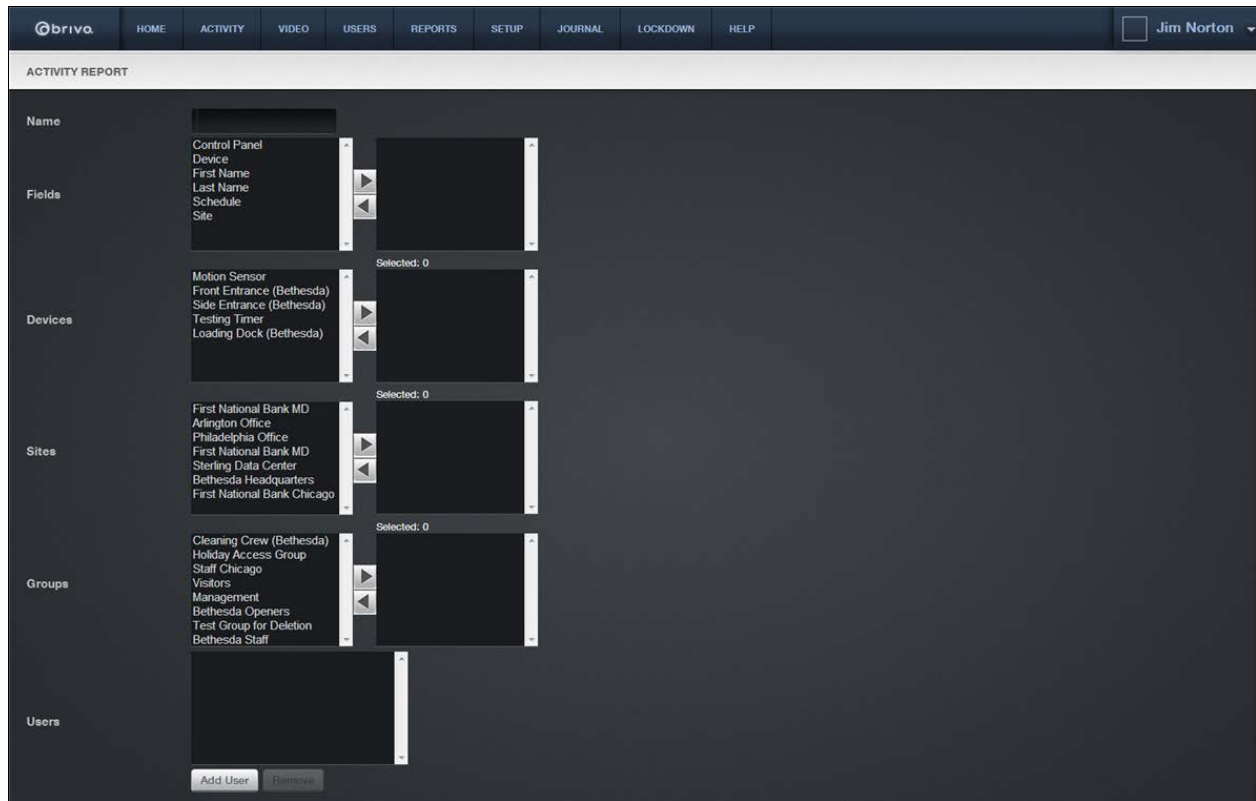 brivo.
HOME ACTIVITY VIDEO USERS REPORTS SETUP JOURNAL LOCKDOWN HELP
Jim Norton
ACTIVITY REPORT
Name
Fields
Control Panel
Device
First Name
Last Name
Schedule
Site
Selected: 0
Devices
Motion Sensor
Front Entrance (Bethesda)
Side Entrance (Bethesda)
Testing Timer
Loading Dock (Bethesda)
Selected: 0
Sites
First National Bank MD
Arlington Office
Philadelphia Office
First National Bank MD
Sterling Data Center
Bethesda Headquarters
First National Bank Chicago
Selected: 0
Groups
Cleaning Crew (Bethesda)
Holiday Access Group
Staff Chicago
Visitors
Management
Bethesda Openers
Test Group for Deletion
Bethesda Staff
Users
Add User Remove